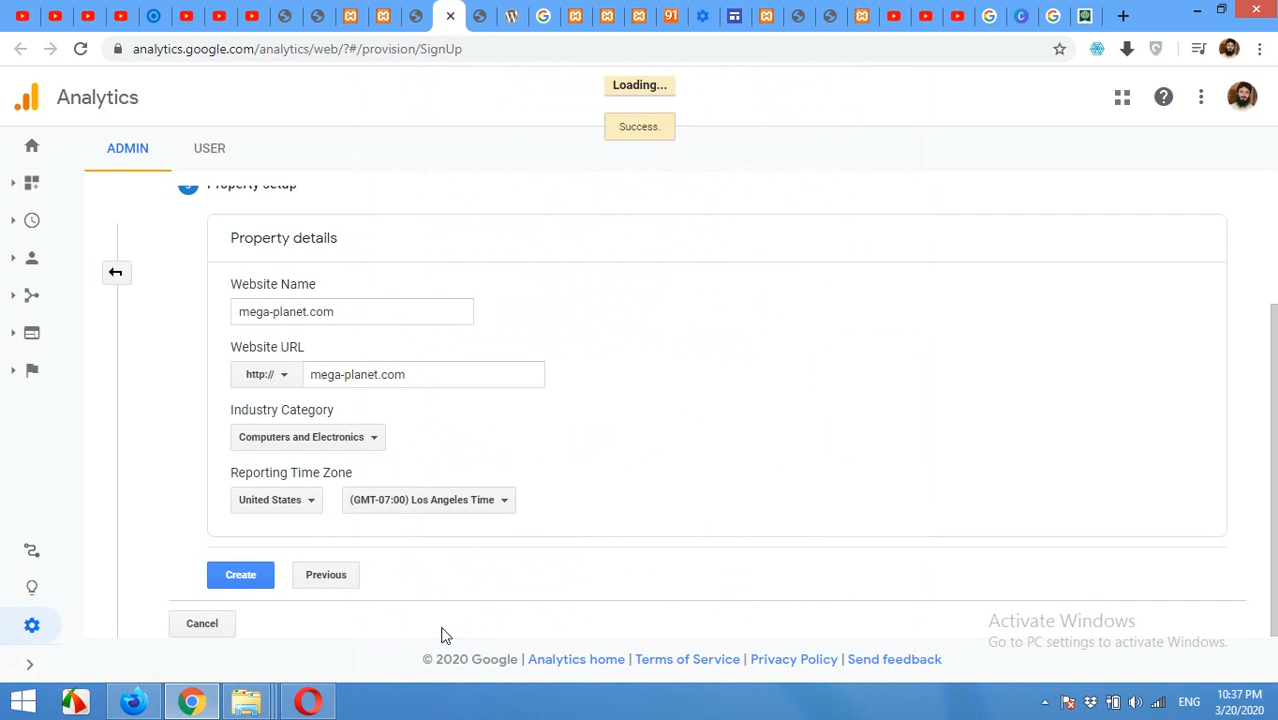 91
analytics.google.com/analytics/web/?#/provision/SignUp
Loading...
Analytics
Success.
ADMIN USER
Property setup
Property details
Website Name
mega-planet.com
Website URL
http:// mega-planet.com
Industry Category
Computers and Electronics
Reporting Time Zone
United States (GMT-07:00) Los Angeles Time
Create Previous
Cancel
Activate Windows
Go to PC settings to activate Windows.
© 2020 Google | Analytics home | Terms of Service | Privacy Policy | Send feedback
ENG
10:37 PM
3/20/2020